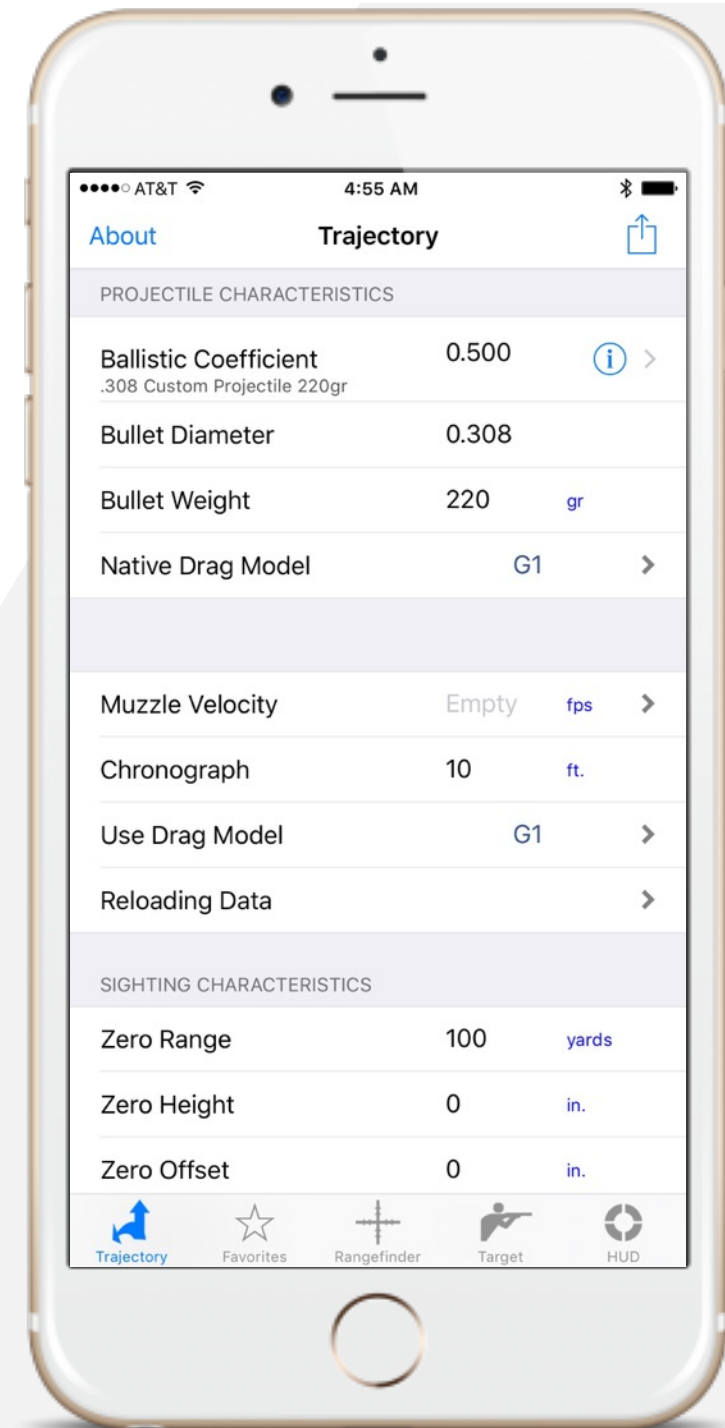 AT&T 4:55 AM
About Trajectory
PROJECTILE CHARACTERISTICS
Ballistic Coefficient 0.500
.308 Custom Projectile 220gr
Bullet Diameter 0.308
Bullet Weight 220 gr
Native Drag Model G1
Muzzle Velocity Empty fps
Chronograph 10 ft.
Use Drag Model G1
Reloading Data
SIGHTING CHARACTERISTICS
Zero Range 100 yards
Zero Height 0 in.
Zero Offset 0 in.
Trajectory Favorites Rangefinder Target HUD